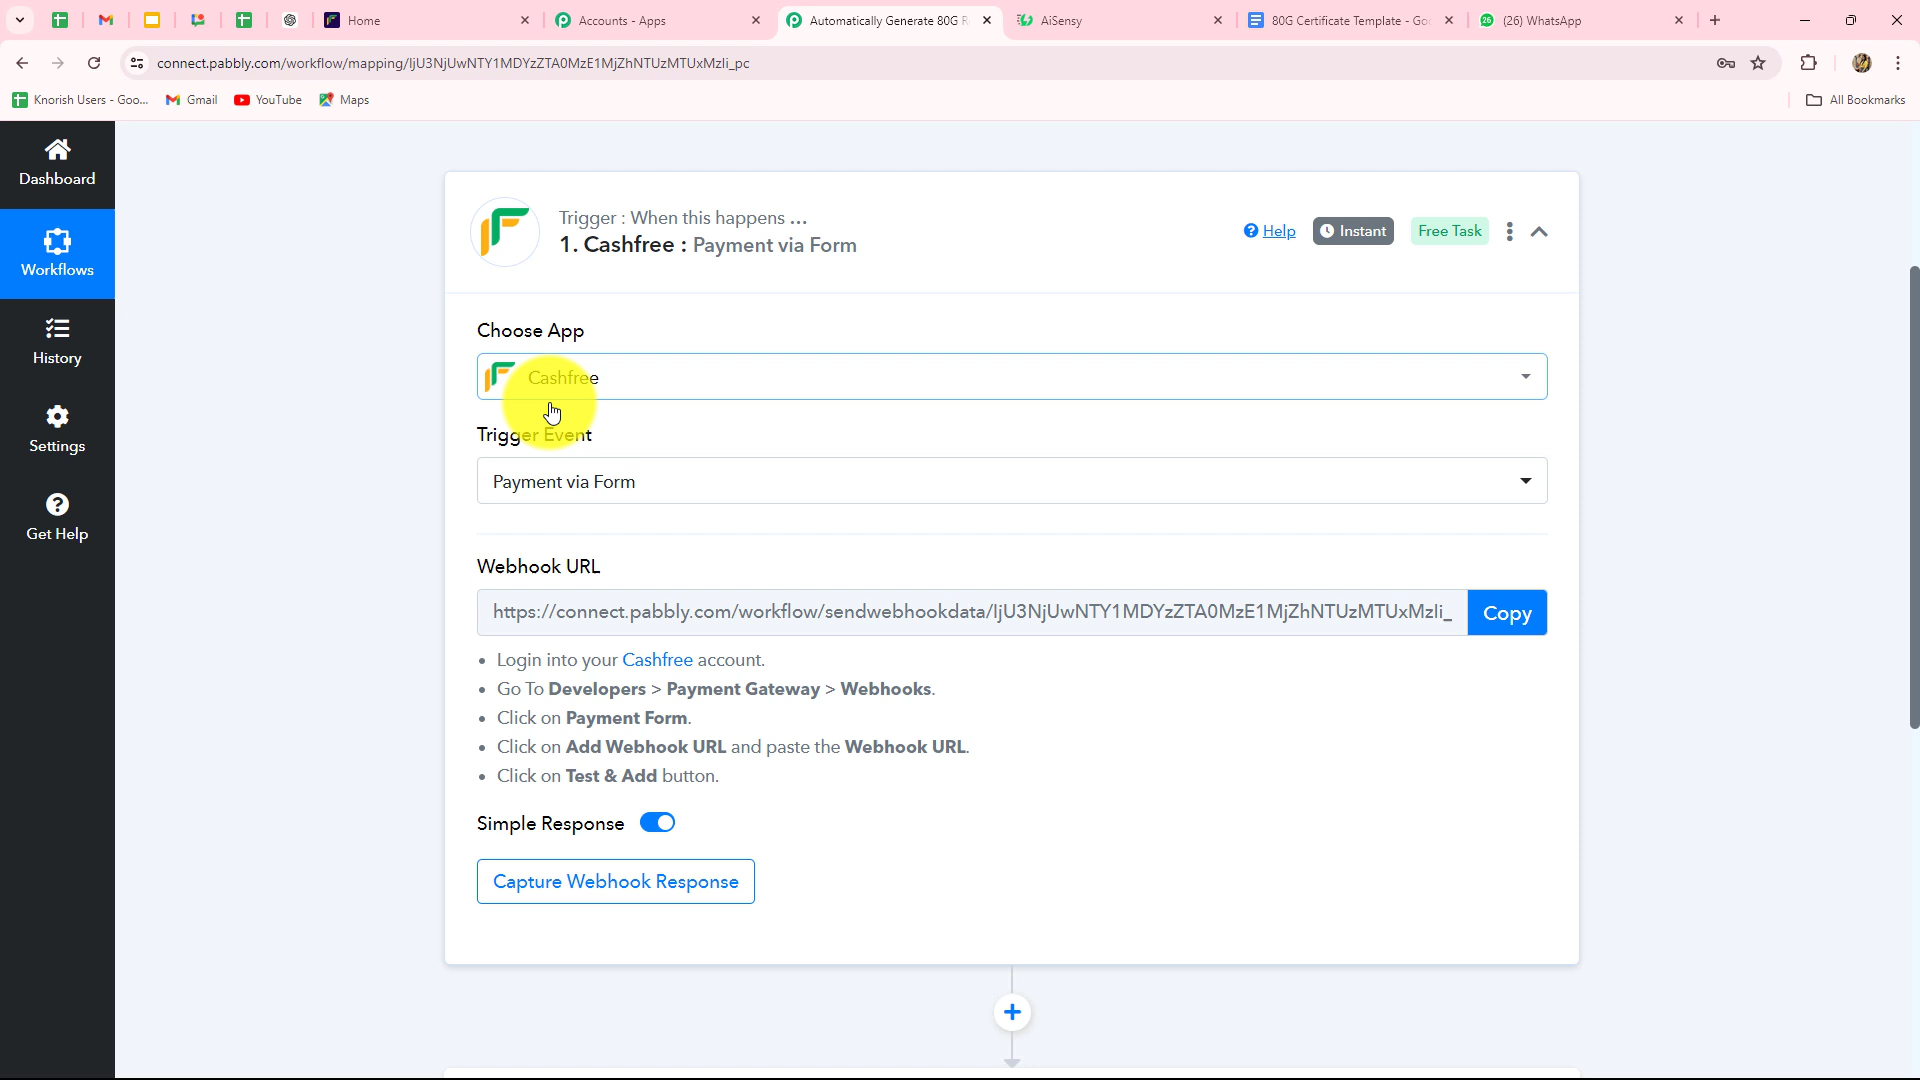 Home
Accounts - Apps
Automatically Generate 80G R
AiSensy
80G Certificate Template - Goo
(26) WhatsApp
connect.pabbly.com/workflow/mapping/IjU3NjUwNTY1MDYzZTA0MzE1MjZhNTUzMTUxMzIi_pc
Knorish Users - Goo...
Gmail
YouTube
Maps
All Bookmarks
Dashboard
Workflows
History
Settings
Get Help
Trigger : When this happens ...
1. Cashfree : Payment via Form
Help
Instant
Free Task
Choose App
Cashfree
Trigger Event
Payment via Form
Webhook URL
https://connect.pabbly.com/workflow/sendwebhookdata/IjU3NjUwNTY1MDYzZTA0MzE1MjZhNTUzMTUxMzIi_
Copy
• Login into your Cashfree account.
• Go To Developers > Payment Gateway > Webhooks.
• Click on Payment Form.
• Click on Add Webhook URL and paste the Webhook URL.
• Click on Test & Add button.
Simple Response
Capture Webhook Response